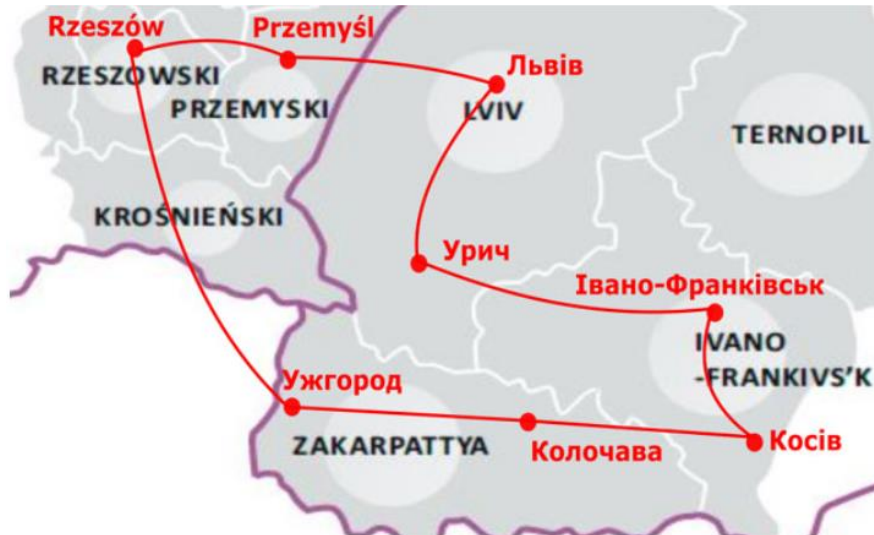 Rzeszów
Przemyśl
RZESZOWSKI
PRZEMYSKI
Львів
LVIV
TERNOPIL
KROŚNIEŃSKI
Урич
Івано-Франківськ
IVANO
-FRANKIVS'K
Ужгород
ZAKARPATTYA
Колочава
Косів